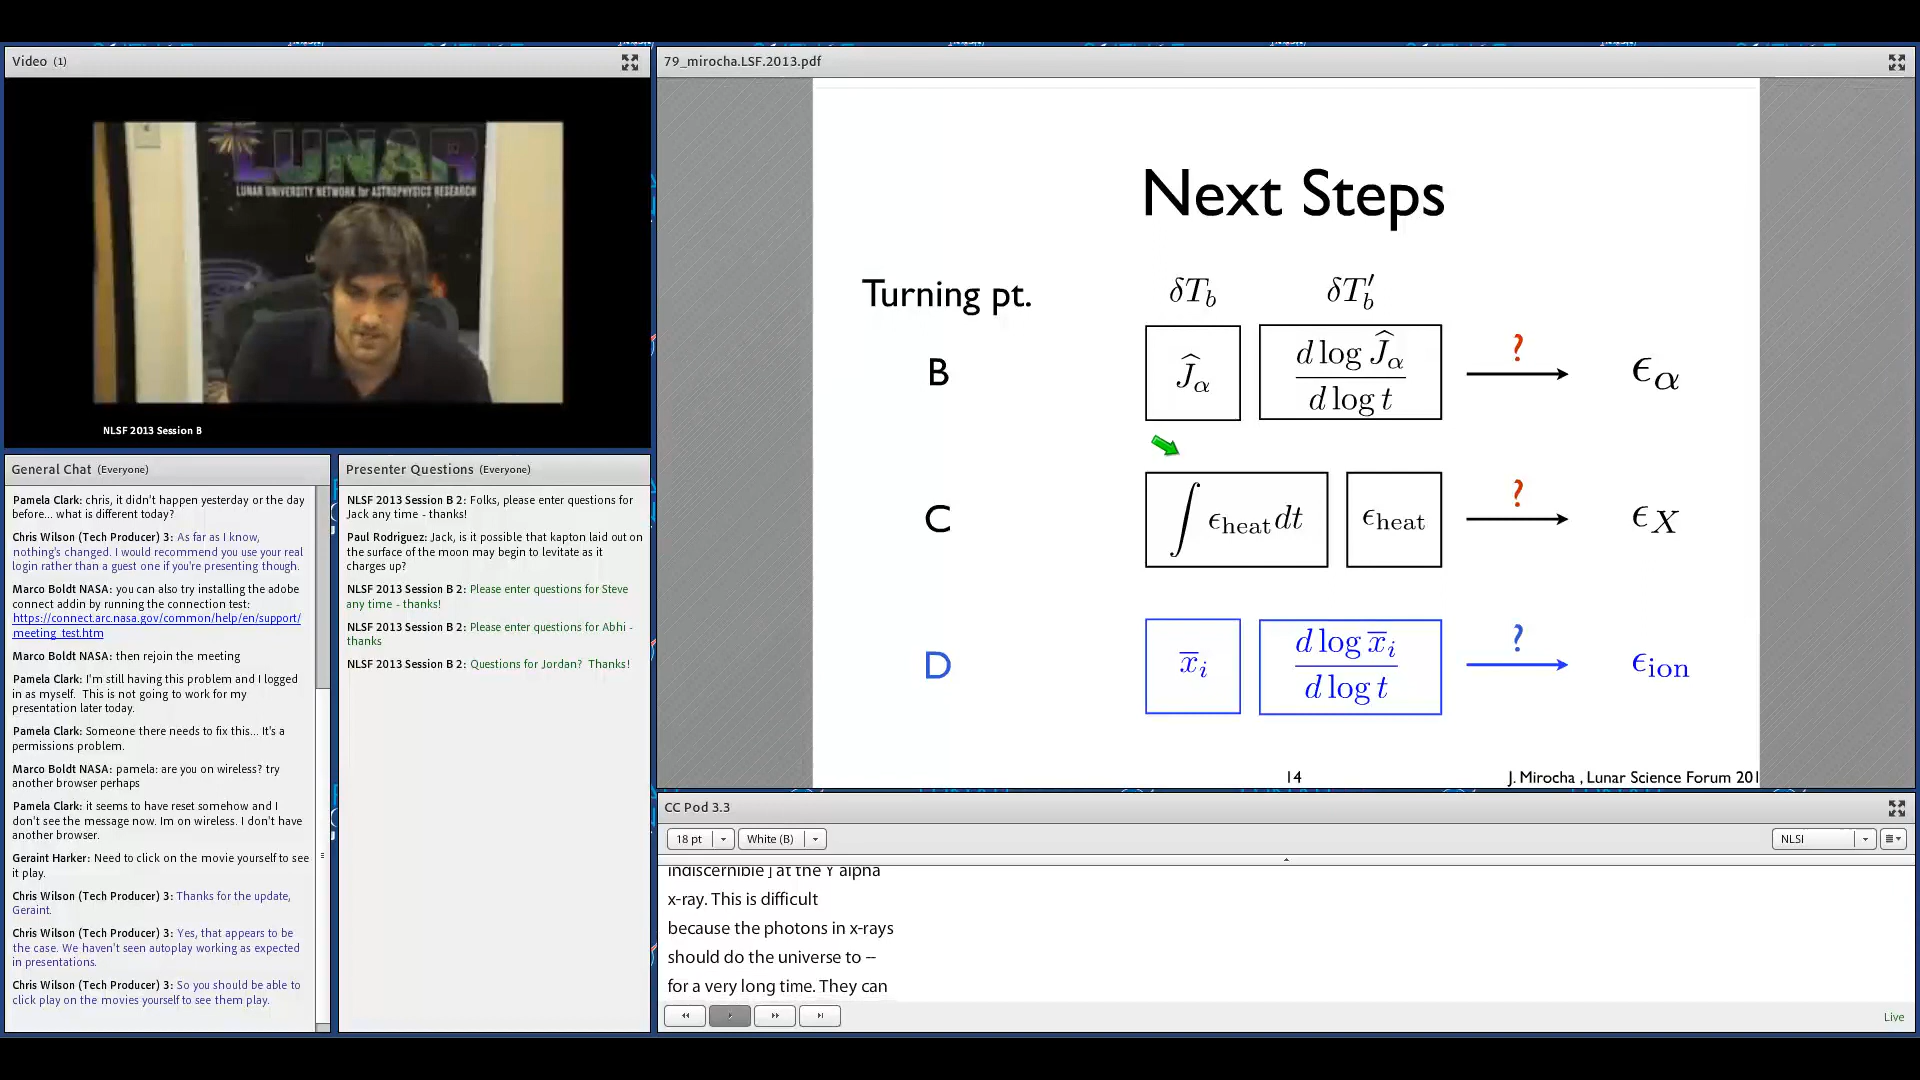 Video (1)
LUNAR
LUNAR UNIVERSITY NETWORK for ASTROPHYSICS RESEARCH
NLSF 2013 Session B
General Chat (Everyone)
Pamela Clark: chris, it didn't happen yesterday or the day
before... what is different today?
Chris Wilson (Tech Producer) 3: As far as I know,
nothing's changed. I would recommend you use your real
login rather than a guest one if you're presenting though.
Marco Boldt NASA: you can also try installing the adobe
connect addin by running the connection test:
https://connect.arc.nasa.gov/common/help/en/support/
meeting_test.htm
Marco Boldt NASA: then rejoin the meeting
Pamela Clark: I'm still having this problem and I logged
in as myself.  This is not going to work for my
presentation later today.
Pamela Clark: Someone there needs to fix this... It's a
permissions problem.
Marco Boldt NASA: pamela: are you on wireless? try
another browser perhaps
Pamela Clark: it seems to have reset somehow and I
don't see the message now. Im on wireless. I don't have
another browser.
Geraint Harker: Need to click on the movie yourself to see
it play.
Chris Wilson (Tech Producer) 3: Thanks for the update,
Geraint.
Chris Wilson (Tech Producer) 3: Yes, that appears to be
the case. We haven't seen autoplay working as expected
in presentations.
Chris Wilson (Tech Producer) 3: So you should be able to
click play on the movies yourself to see them play.
Presenter Questions (Everyone)
NLSF 2013 Session B 2: Folks, please enter questions for
Jack any time - thanks!
Paul Rodriguez: Jack, is it possible that kapton laid out on
the surface of the moon may begin to levitate as it
charges up?
NLSF 2013 Session B 2: Please enter questions for Steve
any time - thanks!
NLSF 2013 Session B 2: Please enter questions for Abhi -
thanks
NLSF 2013 Session B 2: Questions for Jordan?  Thanks!
79_mirocha.LSF.2013.pdf
Next Steps
Turning pt. δT_b δT′_b
B Ĵ_α d log Ĵ_α / d log t ? ϵ_α
C ∫ ϵ_heat dt ϵ_heat ? ϵ_X
D x̅_i d log x̅_i / d log t ? ϵ_ion
14
J. Mirocha , Lunar Science Forum 201
CC Pod 3.3
18 pt White (B) NLSI
indiscernible ] at the Y alpha
x-ray. This is difficult
because the photons in x-rays
should do the universe to --
for a very long time. They can
Live